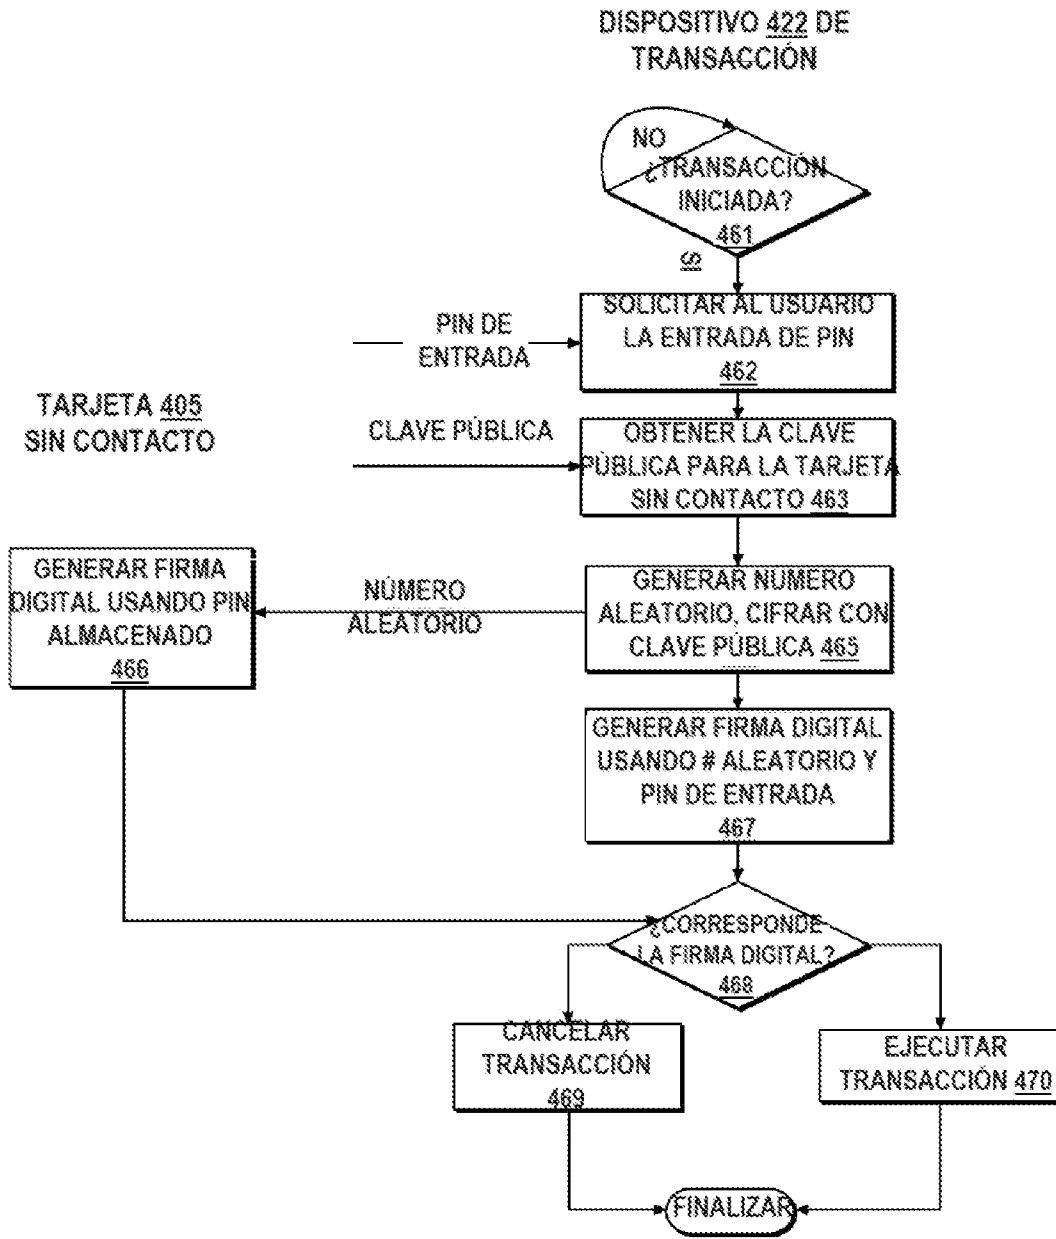 DISPOSITIVO 422 DE
TRANSACCIÓN
NO
¿TRANSACCIÓN
INICIADA?
461
SI
SOLICITAR AL USUARIO
LA ENTRADA DE PIN
462
PIN DE
ENTRADA
TARJETA 405
SIN CONTACTO
CLAVE PÚBLICA
OBTENER LA CLAVE
PÚBLICA PARA LA TARJETA
SIN CONTACTO 463
GENERAR FIRMA
DIGITAL USANDO PIN
ALMACENADO
466
NÚMERO
ALEATORIO
GENERAR NÚMERO
ALEATORIO, CIFRAR CON
CLAVE PÚBLICA 465
GENERAR FIRMA DIGITAL
USANDO # ALEATORIO Y
PIN DE ENTRADA
467
¿CORRESPONDE
LA FIRMA DIGITAL?
468
CANCELAR
TRANSACCIÓN
469
EJECUTAR
TRANSACCIÓN 470
FINALIZAR